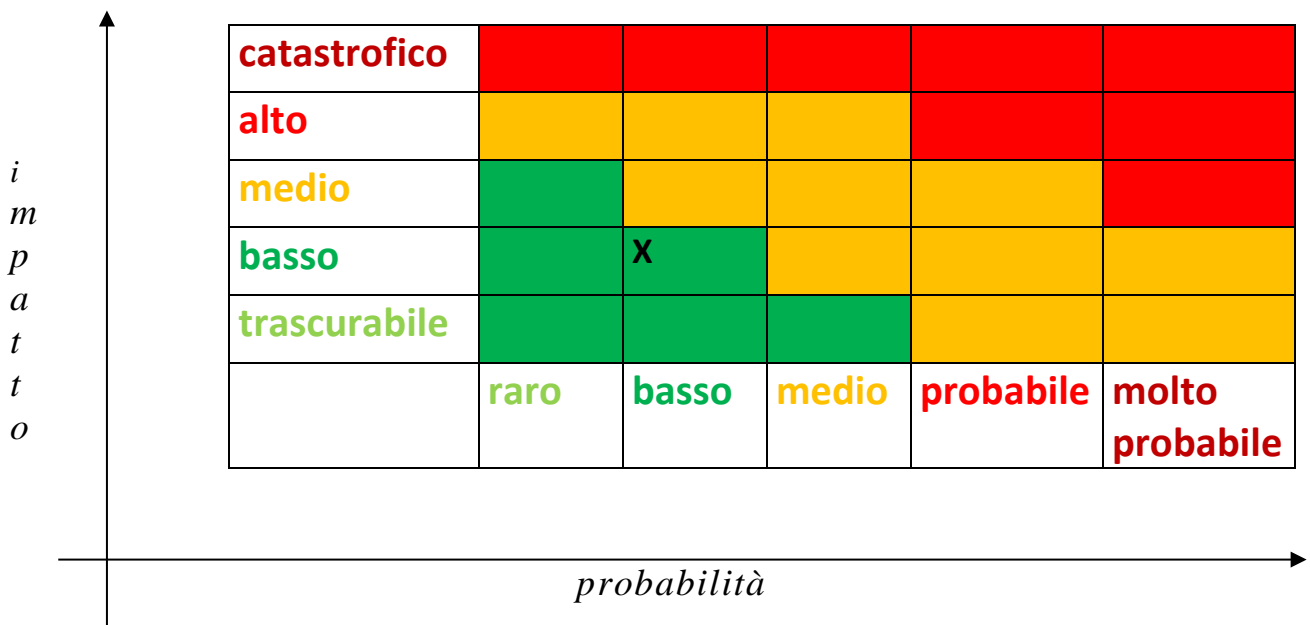 catastrofico
alto
medio
basso X
trascurabile
raro basso medio probabile molto
probabile
i
m
p
a
t
t
o
probabilità